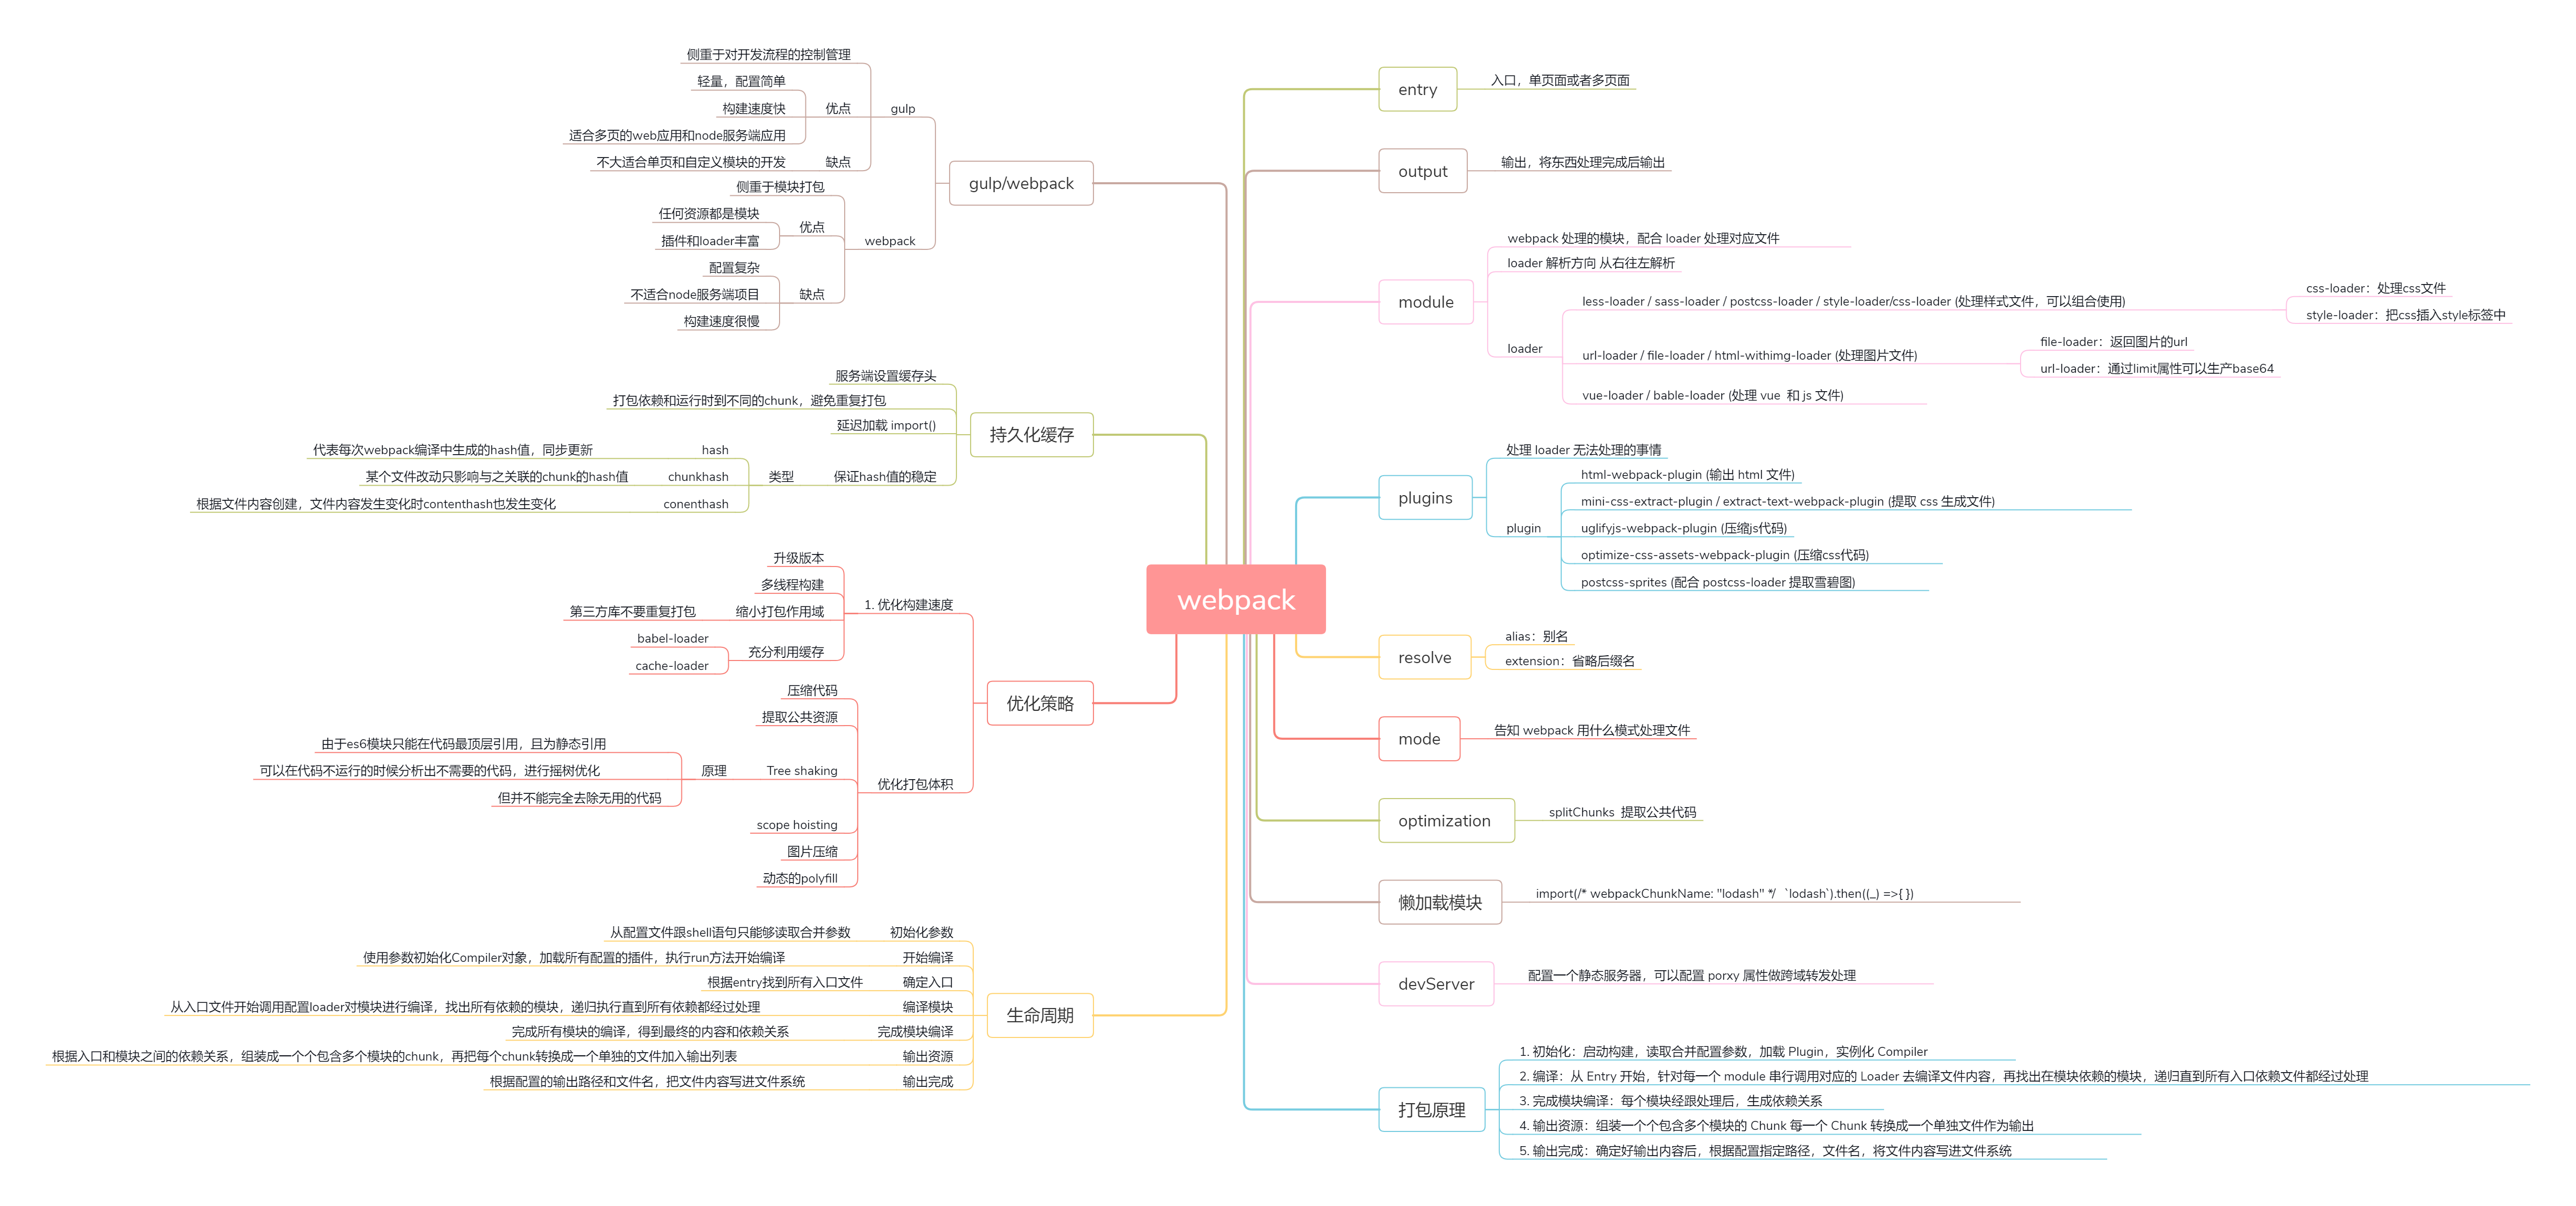 webpack
entry
入口，单页面或者多页面
output
输出，将东西处理完成后输出
module
webpack 处理的模块，配合 loader 处理对应文件
loader 解析方向 从右往左解析
loader
less-loader / sass-loader / postcss-loader / style-loader/css-loader (处理样式文件，可以组合使用)
css-loader：处理css文件
style-loader：把css插入style标签中
url-loader / file-loader / html-withimg-loader (处理图片文件)
file-loader：返回图片的url
url-loader：通过limit属性可以生产base64
vue-loader / bable-loader (处理 vue 和 js 文件)
plugins
处理 loader 无法处理的事情
plugin
html-webpack-plugin (输出 html 文件)
mini-css-extract-plugin / extract-text-webpack-plugin (提取 css 生成文件)
uglifyjs-webpack-plugin (压缩js代码)
optimize-css-assets-webpack-plugin (压缩css代码)
postcss-sprites (配合 postcss-loader 提取雪碧图)
resolve
alias：别名
extension：省略后缀名
mode
告知 webpack 用什么模式处理文件
optimization
splitChunks 提取公共代码
懒加载模块
import(/* webpackChunkName: "lodash" */ `lodash`).then((_) =>{ })
devServer
配置一个静态服务器，可以配置 porxy 属性做跨域转发处理
打包原理
1. 初始化：启动构建，读取合并配置参数，加载 Plugin，实例化 Compiler
2. 编译：从 Entry 开始，针对每一个 module 串行调用对应的 Loader 去编译文件内容，再找出在模块依赖的模块，递归直到所有入口依赖文件都经过处理
3. 完成模块编译：每个模块经跟处理后，生成依赖关系
4. 输出资源：组装一个个包含多个模块的 Chunk 每一个 Chunk 转换成一个单独文件作为输出
5. 输出完成：确定好输出内容后，根据配置指定路径，文件名，将文件内容写进文件系统
gulp/webpack
gulp
侧重于对开发流程的控制管理
优点
轻量，配置简单
构建速度快
适合多页的web应用和node服务端应用
缺点
不大适合单页和自定义模块的开发
webpack
侧重于模块打包
优点
任何资源都是模块
插件和loader丰富
缺点
配置复杂
不适合node服务端项目
构建速度很慢
持久化缓存
服务端设置缓存头
打包依赖和运行时到不同的chunk，避免重复打包
延迟加载 import()
保证hash值的稳定
类型
hash
代表每次webpack编译中生成的hash值，同步更新
chunkhash
某个文件改动只影响与之关联的chunk的hash值
conenthash
根据文件内容创建，文件内容发生变化时contenthash也发生变化
优化策略
1. 优化构建速度
升级版本
多线程构建
缩小打包作用域
第三方库不要重复打包
充分利用缓存
babel-loader
cache-loader
优化打包体积
压缩代码
提取公共资源
Tree shaking
原理
由于es6模块只能在代码最顶层引用，且为静态引用
可以在代码不运行的时候分析出不需要的代码，进行摇树优化
但并不能完全去除无用的代码
scope hoisting
图片压缩
动态的polyfill
生命周期
初始化参数
从配置文件跟shell语句只能够读取合并参数
开始编译
使用参数初始化Compiler对象，加载所有配置的插件，执行run方法开始编译
确定入口
根据entry找到所有入口文件
编译模块
从入口文件开始调用配置loader对模块进行编译，找出所有依赖的模块，递归执行直到所有依赖都经过处理
完成模块编译
完成所有模块的编译，得到最终的内容和依赖关系
输出资源
根据入口和模块之间的依赖关系，组装成一个个包含多个模块的chunk，再把每个chunk转换成一个单独的文件加入输出列表
输出完成
根据配置的输出路径和文件名，把文件内容写进文件系统